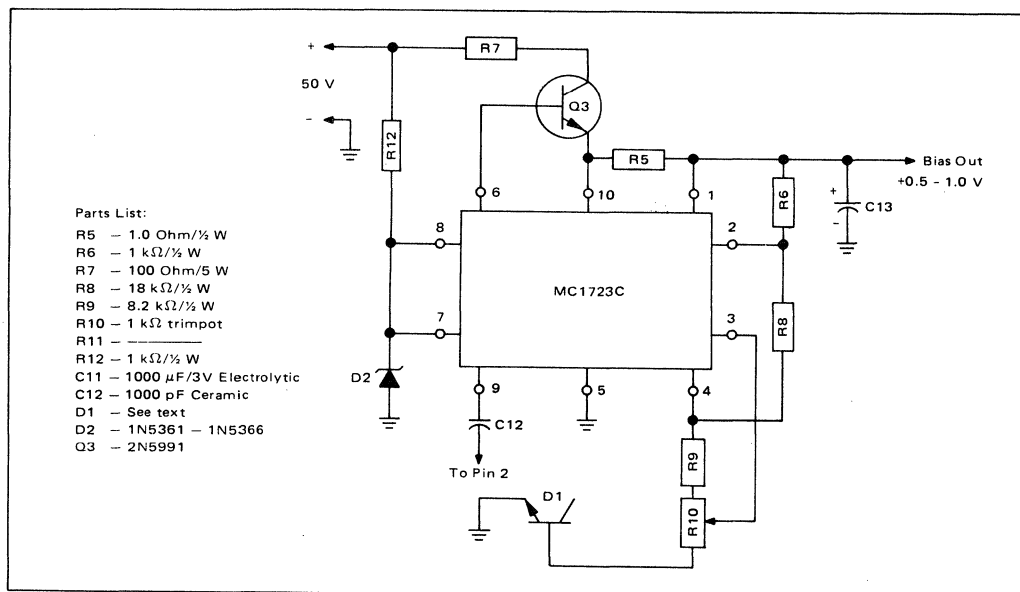 +
R7
50 V
Q3
-
R12
R5
Bias Out
+0.5 - 1.0 V
6
10
1
R6
+
C13
-
Parts List:
R5 – 1.0 Ohm/½ W
R6 – 1 kΩ/½ W
R7 – 100 Ohm/5 W
R8 – 18 kΩ/½ W
R9 – 8.2 kΩ/½ W
R10 – 1 kΩ trimpot
R11 – ————
R12 – 1 kΩ/½ W
C11 – 1000 μF/3V Electrolytic
C12 – 1000 pF Ceramic
D1 – See text
D2 – 1N5361 – 1N5366
Q3 – 2N5991
8
2
MC1723C
7
3
R8
D2
9
5
4
C12
To Pin 2
R9
D1
R10